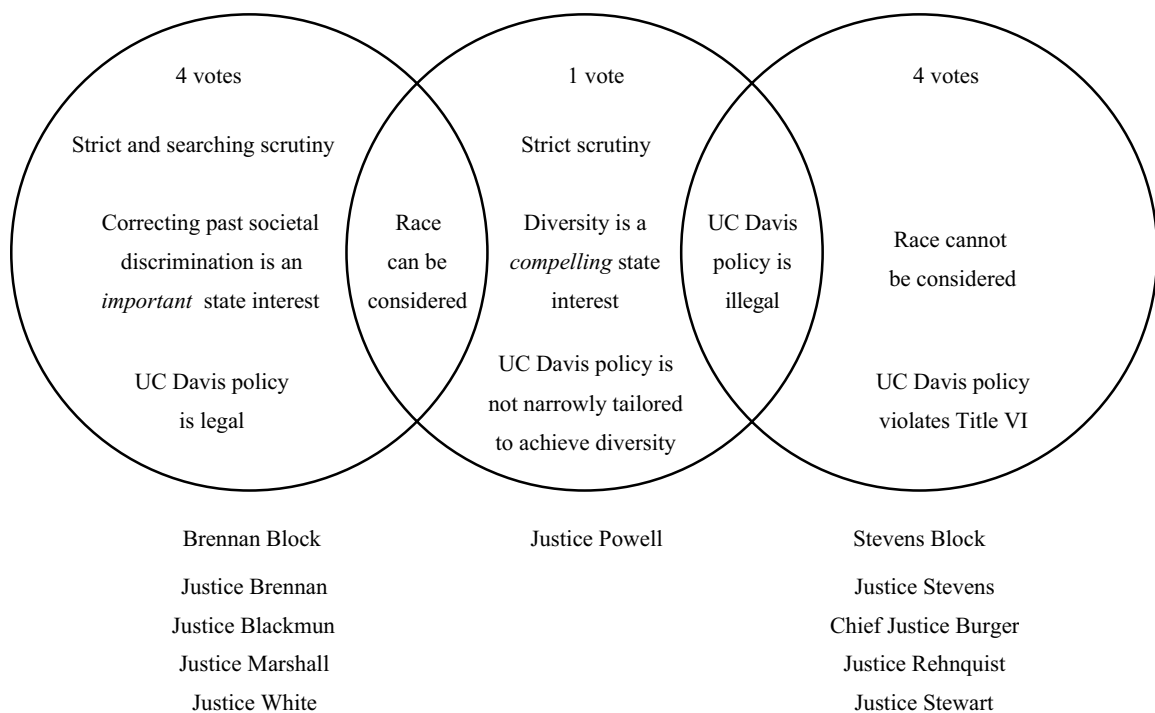 4 votes
Strict and searching scrutiny
Correcting past societal
discrimination is an
important state interest
UC Davis policy
is legal
Race
can be
considered
1 vote
Strict scrutiny
Diversity is a
compelling state
interest
UC Davis policy is
not narrowly tailored
to achieve diversity
UC Davis
policy is
illegal
4 votes
Race cannot
be considered
UC Davis policy
violates Title VI
Brennan Block
Justice Brennan
Justice Blackmun
Justice Marshall
Justice White
Justice Powell
Stevens Block
Justice Stevens
Chief Justice Burger
Justice Rehnquist
Justice Stewart